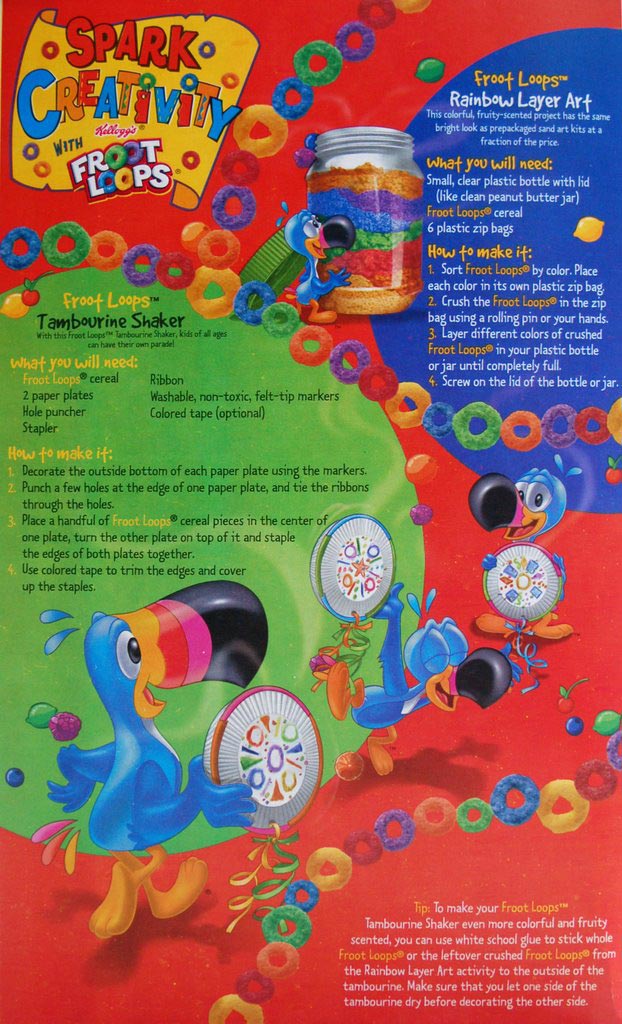 SPARK
CREATIVITY
WITH
Kellogg's®
FROOT
LOOPS®
Froot Loops™
Rainbow Layer Art
This colorful, fruity-scented project has the same
bright look as prepackaged sand art kits at a
fraction of the price.
What you will need:
Small, clear plastic bottle with lid
(like clean peanut butter jar)
Froot Loops® cereal
6 plastic zip bags
How to make it:
1. Sort Froot Loops® by color. Place
each color in its own plastic zip bag.
2. Crush the Froot Loops® in the zip
bag using a rolling pin or your hands.
3. Layer different colors of crushed
Froot Loops® in your plastic bottle
or jar until completely full.
4. Screw on the lid of the bottle or jar.
Froot Loops™
Tambourine Shaker
With this Froot Loops™ Tambourine Shaker, kids of all ages
can have their own parade!
What you will need:
Froot Loops® cereal
2 paper plates
Hole puncher
Stapler
Ribbon
Washable, non-toxic, felt-tip markers
Colored tape (optional)
How to make it:
1. Decorate the outside bottom of each paper plate using the markers.
2. Punch a few holes at the edge of one paper plate, and tie the ribbons
through the holes.
3. Place a handful of Froot Loops® cereal pieces in the center of
one plate, turn the other plate on top of it and staple
the edges of both plates together.
4. Use colored tape to trim the edges and cover
up the staples.
Tip: To make your Froot Loops™
Tambourine Shaker even more colorful and fruity
scented, you can use white school glue to stick whole
Froot Loops® or the leftover crushed Froot Loops® from
the Rainbow Layer Art activity to the outside of the
tambourine. Make sure that you let one side of the
tambourine dry before decorating the other side.